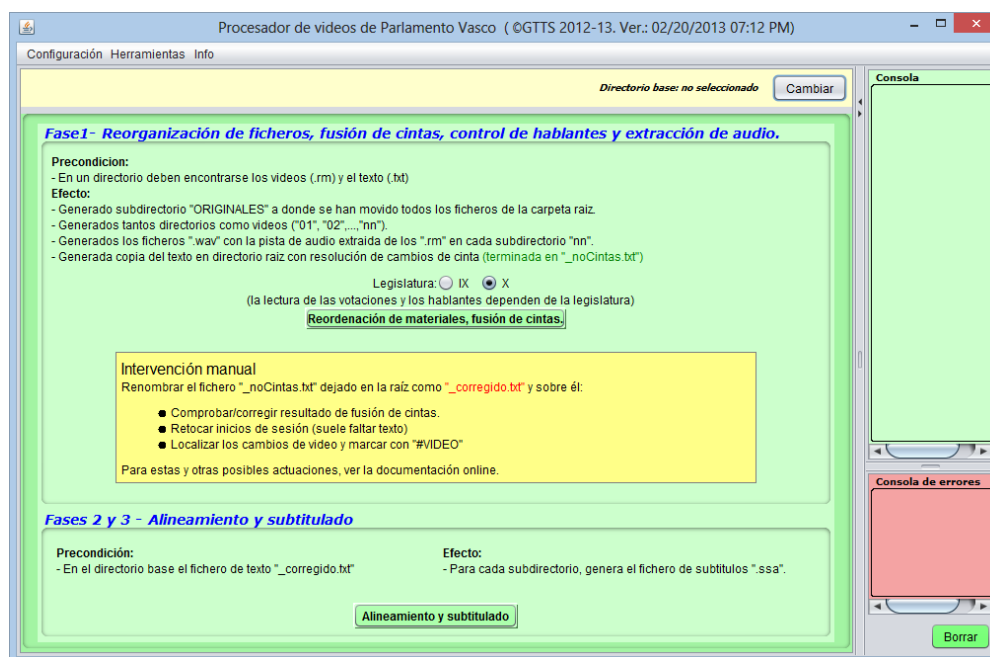 Procesador de videos de Parlamento Vasco ( ©GTTS 2012-13. Ver.: 02/20/2013 07:12 PM)
Configuración Herramientas Info
Directorio base: no seleccionado Cambiar
Fase1- Reorganización de ficheros, fusión de cintas, control de hablantes y extracción de audio.
Precondicion:
- En un directorio deben encontrarse los videos (.rm) y el texto (.txt)
Efecto:
- Generado subdirectorio "ORIGINALES" a donde se han movido todos los ficheros de la carpeta raiz.
- Generados tantos directorios como videos ("01", "02",...,"nn").
- Generados los ficheros ".wav" con la pista de audio extraida de los ".rm" en cada subdirectorio "nn".
- Generada copia del texto en directorio raiz con resolución de cambios de cinta (terminada en "_noCintas.txt")
Legislatura: IX X
(la lectura de las votaciones y los hablantes dependen de la legislatura)
Reordenación de materiales, fusión de cintas.
Intervención manual
Renombrar el fichero "_noCintas.txt" dejado en la raíz como "_corregido.txt" y sobre él:
Comprobar/corregir resultado de fusión de cintas.
Retocar inicios de sesión (suele faltar texto)
Localizar los cambios de video y marcar con "#VIDEO"
Para estas y otras posibles actuaciones, ver la documentación online.
Fases 2 y 3 - Alineamiento y subtitulado
Precondición:
- En el directorio base el fichero de texto "_corregido.txt"
Efecto:
- Para cada subdirectorio, genera el fichero de subtitulos ".ssa".
Alineamiento y subtitulado
Consola
Consola de errores
Borrar